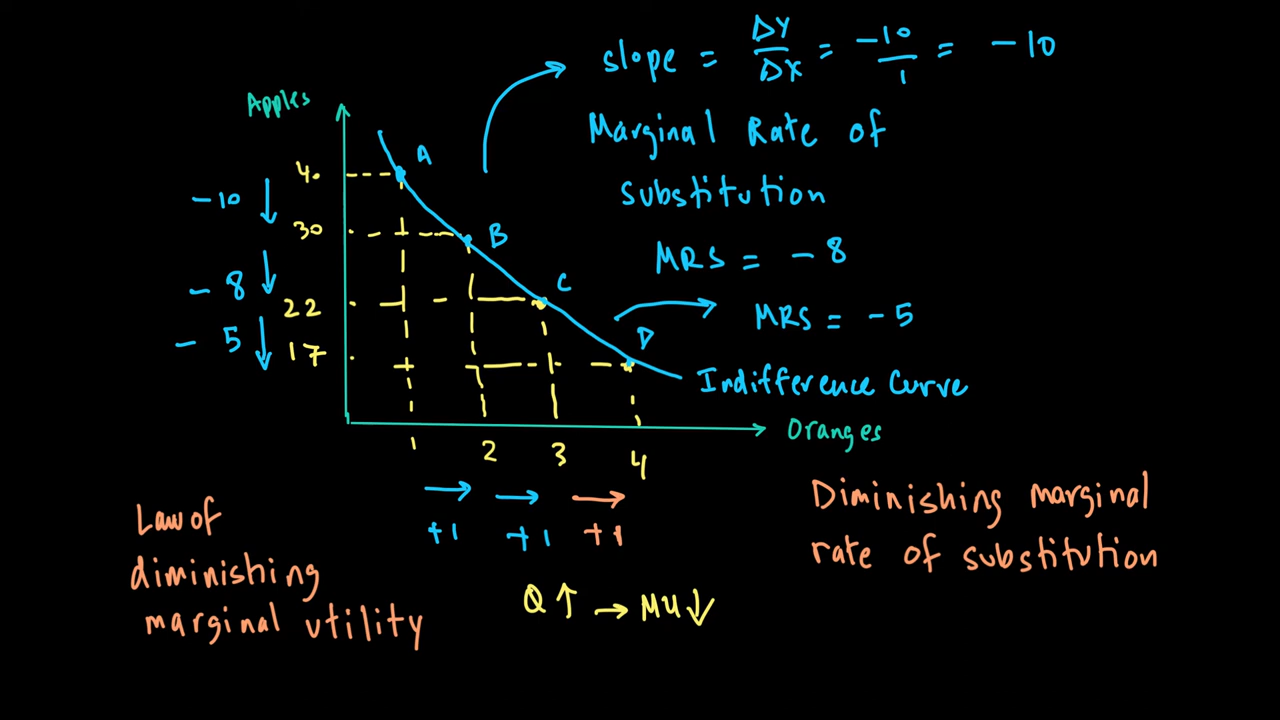 slope = ΔY/ΔX = -10/1 = -10
Marginal Rate of
substitution
MRS = -8
MRS = -5
Indifference Curve
Apples
40
30
22
17
-10 ↓
- 8 ↓
- 5 ↓
A
B
C
D
Oranges
1 2 3 4
→ → →
+1 +1 +1
Law of
diminishing
marginal utility
Q↑ → MU↓
Diminishing marginal
rate of substitution